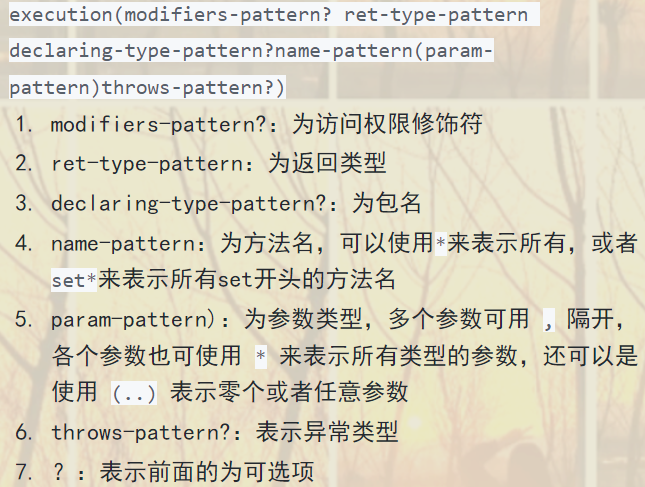 execution(modifiers-pattern? ret-type-pattern
declaring-type-pattern?name-pattern(param-
pattern)throws-pattern?)
1. modifiers-pattern?：为访问权限修饰符
2. ret-type-pattern：为返回类型
3. declaring-type-pattern?：为包名
4. name-pattern：为方法名，可以使用*来表示所有，或者
set*来表示所有set开头的方法名
5. param-pattern)：为参数类型，多个参数可用 , 隔开，
各个参数也可使用 * 来表示所有类型的参数，还可以是
使用 (..) 表示零个或者任意参数
6. throws-pattern?：表示异常类型
7. ? ：表示前面的为可选项